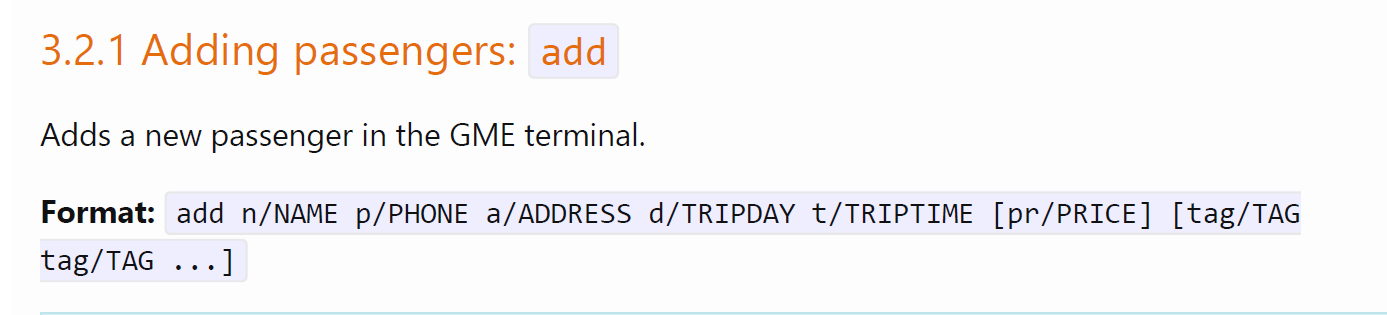 3.2.1 Adding passengers: add
Adds a new passenger in the GME terminal.
Format: add n/NAME p/PHONE a/ADDRESS d/TRIPDAY t/TRIPTIME [pr/PRICE] [tag/TAG
tag/TAG ...]